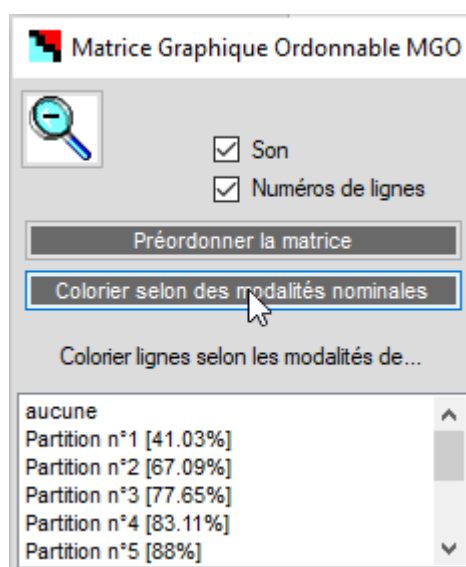 Matrice Graphique Ordonnable MGO
Son
Numéros de lignes
Préordonner la matrice
Colorier selon des modalités nominales
Colorier lignes selon les modalités de...
aucune
Partition n°1 [41.03%]
Partition n°2 [67.09%]
Partition n°3 [77.65%]
Partition n°4 [83.11%]
Partition n°5 [88%]